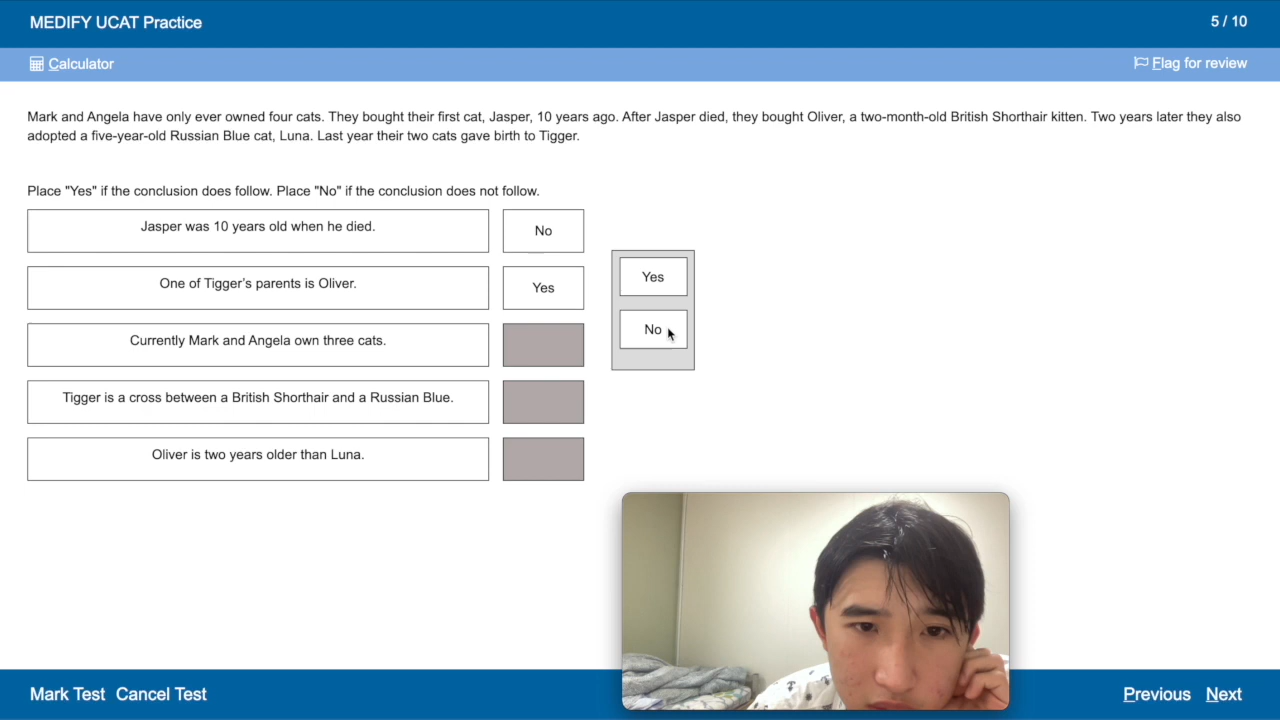 MEDIFY UCAT Practice
5 / 10
Calculator
Flag for review
Mark and Angela have only ever owned four cats. They bought their first cat, Jasper, 10 years ago. After Jasper died, they bought Oliver, a two-month-old British Shorthair kitten. Two years later they also
adopted a five-year-old Russian Blue cat, Luna. Last year their two cats gave birth to Tigger.
Place "Yes" if the conclusion does follow. Place "No" if the conclusion does not follow.
Jasper was 10 years old when he died.
No
One of Tigger's parents is Oliver.
Yes
Currently Mark and Angela own three cats.
Tigger is a cross between a British Shorthair and a Russian Blue.
Oliver is two years older than Luna.
Yes
No
Mark Test Cancel Test
Previous Next